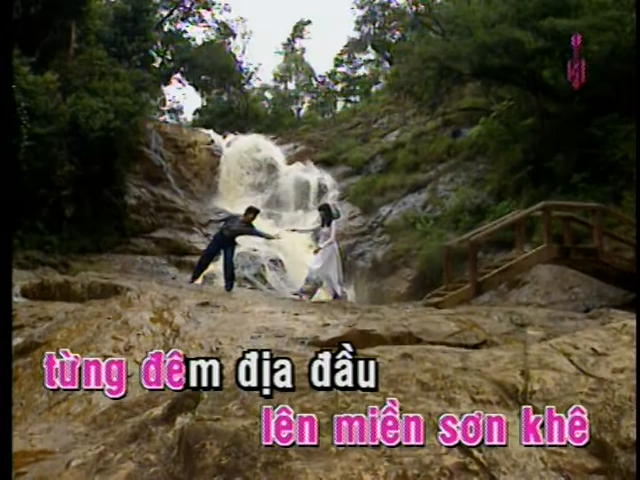 từng đêm địa đầu
lên miền sơn khê